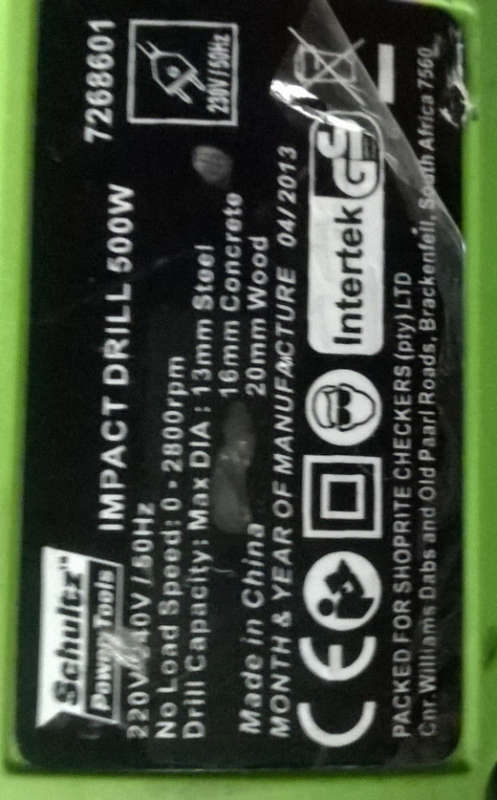 Schultz™
Power Tools
IMPACT DRILL 500W
7268601
230V/50Hz
220V-240V/50Hz
No Load Speed: 0 - 2800rpm
Drill Capacity: Max DIA : 13mm Steel
16mm Concrete
20mm Wood
Made in China
MONTH & YEAR OF MANUFACTURE 04/2013
CE
Intertek
GS
PACKED FOR SHOPRITE CHECKERS (pty) LTD
Cnr.Williams Dabs and Old Paarl Roads, Brackenfell, South Africa 7560